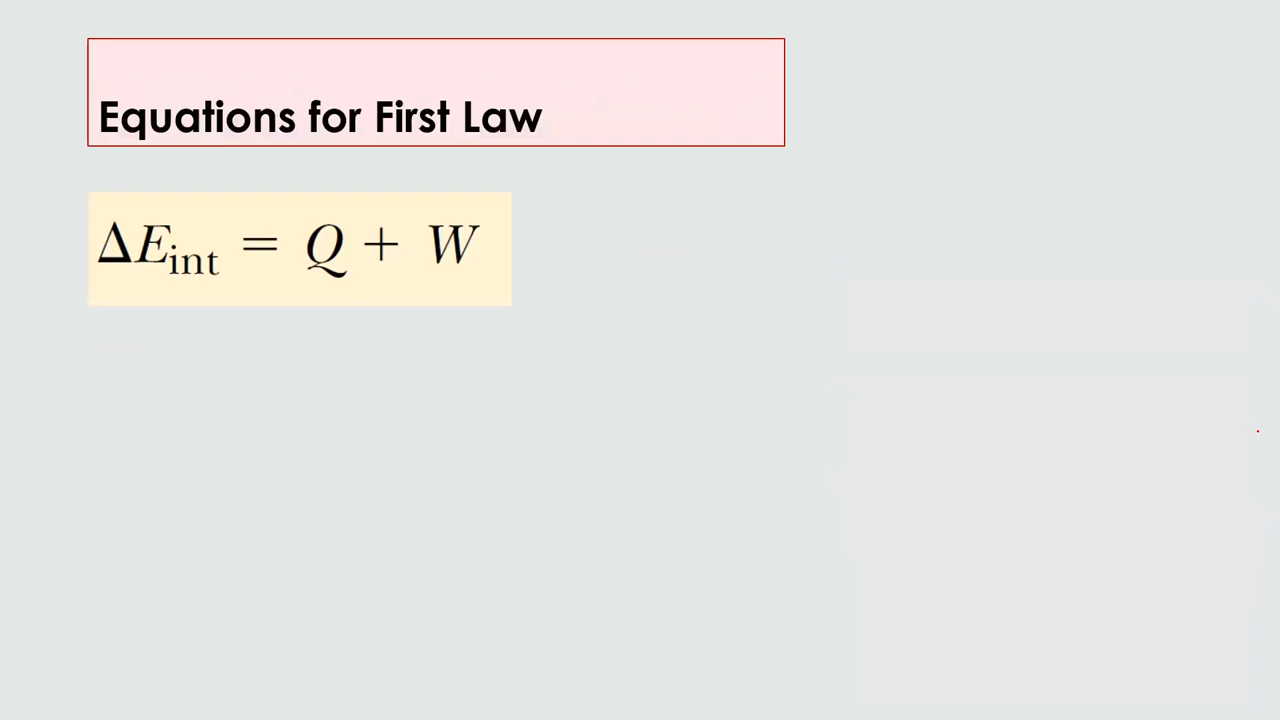 Equations for First Law
ΔE_int = Q + W